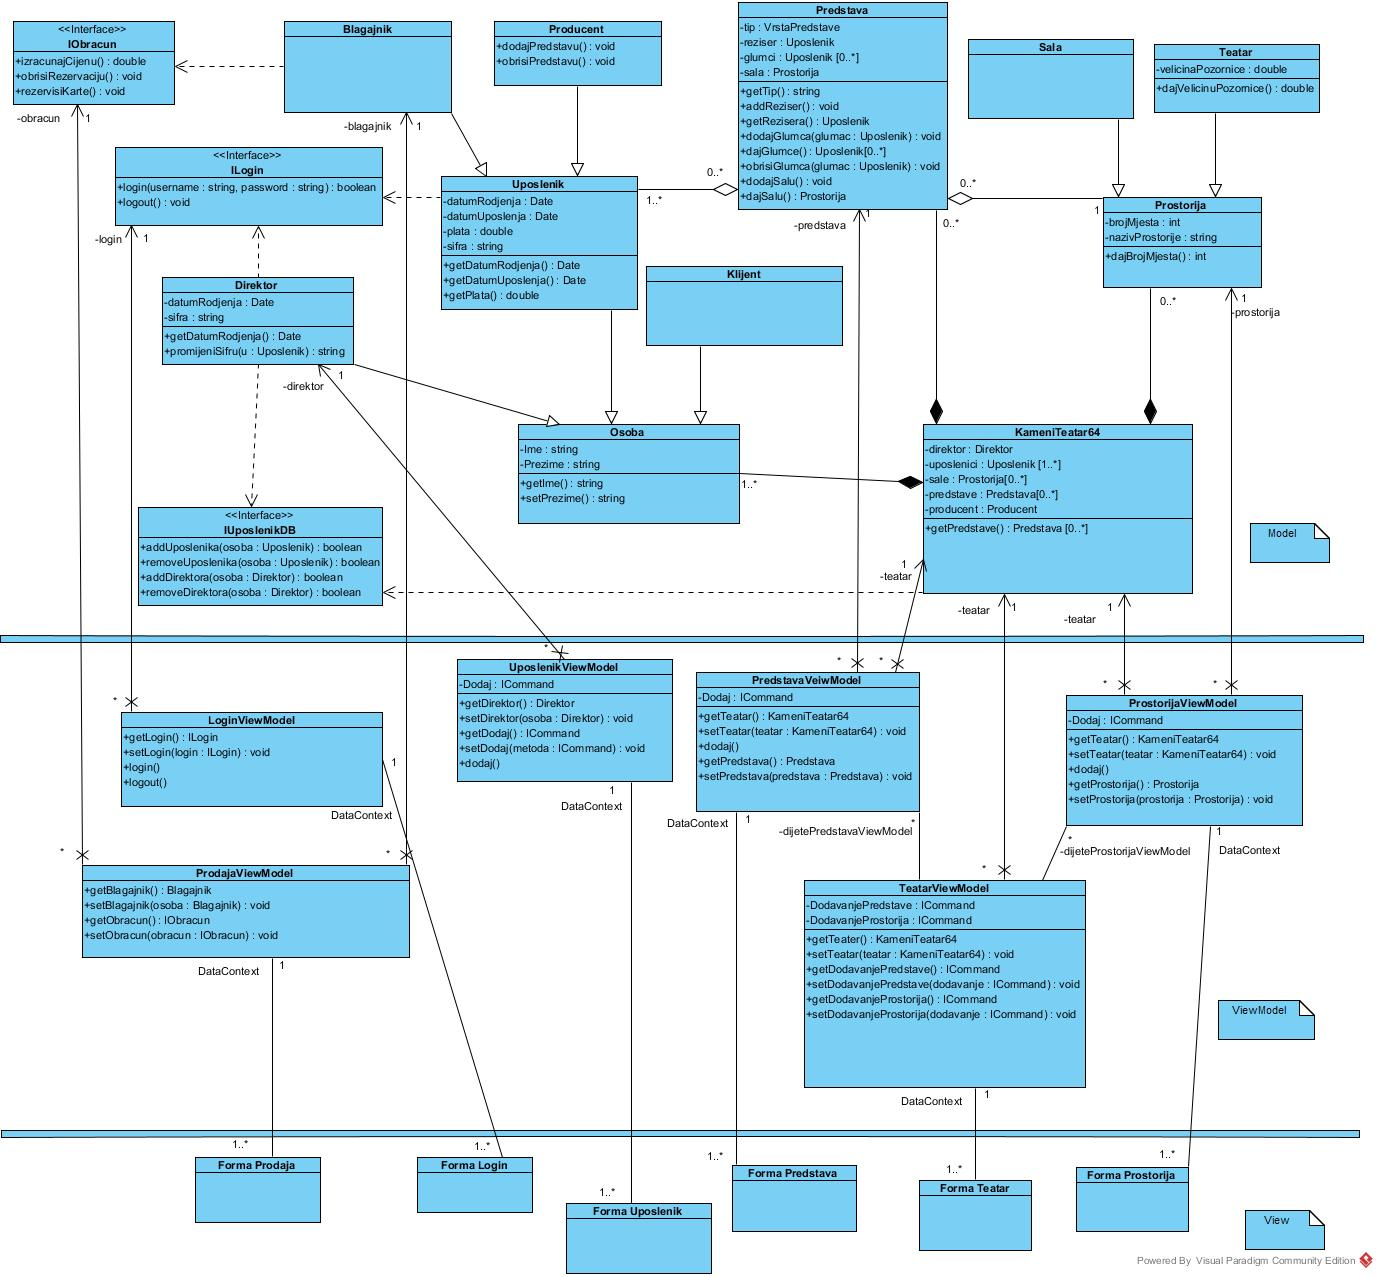 <<Interface>>
IObracun
+izracunajCijenu() : double
+obrisiRezervaciju() : void
+rezervisiKarte() : void
-obracun
1
Blagajnik
-blagajnik
1
Producent
+dodajPredstavu() : void
+obrisiPredstavu() : void
Predstava
-tip : VrstaPredstave
-reziser : Uposlenik
-glumci : Uposlenik [0..*]
-sala : Prostorija
+getTip() : string
+addReziser() : void
+getRezisera() : Uposlenik
+dodajGlumca(glumac : Uposlenik) : void
+dajGlumce() : Uposlenik[0..*]
+obrisiGlumca(glumac : Uposlenik) : void
+dodajSalu() : void
+dajSalu() : Prostorija
Sala
Teatar
-velicinaPozornice : double
+dajVelicinuPozornice() : double
<<Interface>>
ILogin
+login(username : string, password : string) : boolean
+logout() : void
-login
1
Uposlenik
-datumRodjenja : Date
-datumUposlenja : Date
-plata : double
-sifra : string
+getDatumRodjenja() : Date
+getDatumUposlenja() : Date
+getPlata() : double
0..*
1..*
0..*
1
-predstava
1
0..*
Prostorija
-brojMjesta : int
-nazivProstorije : string
+dajBrojMjesta() : int
0..*
1
-prostorija
Direktor
-datumRodjenja : Date
-sifra : string
+getDatumRodjenja() : Date
+promijeniSifru(u : Uposlenik) : string
-direktor
1
Klijent
Osoba
-Ime : string
-Prezime : string
+getIme() : string
+setPrezime() : string
1..*
KameniTeatar64
-direktor : Direktor
-uposlenici : Uposlenik [1..*]
-sale : Prostorija[0..*]
-predstave : Predstava[0..*]
-producent : Producent
+getPredstave() : Predstava [0..*]
<<Interface>>
IUposlenikDB
+addUposlenika(osoba : Uposlenik) : boolean
+removeUposlenika(osoba : Uposlenik) : boolean
+addDirektora(osoba : Direktor) : boolean
+removeDirektora(osoba : Direktor) : boolean
Model
1
-teatar
-teatar
1
1
-teatar
*
*
*
*
*
*
LoginViewModel
+getLogin() : ILogin
+setLogin(login : ILogin) : void
+login()
+logout()
1
DataContext
UposlenikViewModel
-Dodaj : ICommand
+getDirektor() : Direktor
+setDirektor(osoba : Direktor) : void
+getDodaj() : ICommand
+setDodaj(metoda : ICommand) : void
+dodaj()
1
DataContext
PredstavaVeiwModel
-Dodaj : ICommand
+getTeatar() : KameniTeatar64
+setTeatar(teatar : KameniTeatar64) : void
+dodaj()
+getPredstava() : Predstava
+setPredstava(predstava : Predstava) : void
DataContext
1
*
-dijetePredstavaViewModel
ProstorijaViewModel
-Dodaj : ICommand
+getTeatar() : KameniTeatar64
+setTeatar(teatar : KameniTeatar64) : void
+dodaj()
+getProstorija() : Prostorija
+setProstorija(prostorija : Prostorija) : void
*
-dijeteProstorijaViewModel
1
DataContext
*
*
*
ProdajaViewModel
+getBlagajnik() : Blagajnik
+setBlagajnik(osoba : Blagajnik) : void
+getObracun() : IObracun
+setObracun(obracun : IObracun) : void
DataContext
1
TeatarViewModel
-DodavanjePredstave : ICommand
-DodavanjeProstorija : ICommand
+getTeater() : KameniTeatar64
+setTeatar(teatar : KameniTeatar64) : void
+getDodavanjePredstave() : ICommand
+setDodavanjePredstave(dodavanje : ICommand) : void
+getDodavanjeProstorija() : ICommand
+setDodavanjeProstorija(dodavanje : ICommand) : void
DataContext
1
ViewModel
1..*
Forma Prodaja
1..*
Forma Login
1..*
Forma Uposlenik
1..*
Forma Predstava
1..*
Forma Teatar
1..*
Forma Prostorija
View
Powered By Visual Paradigm Community Edition